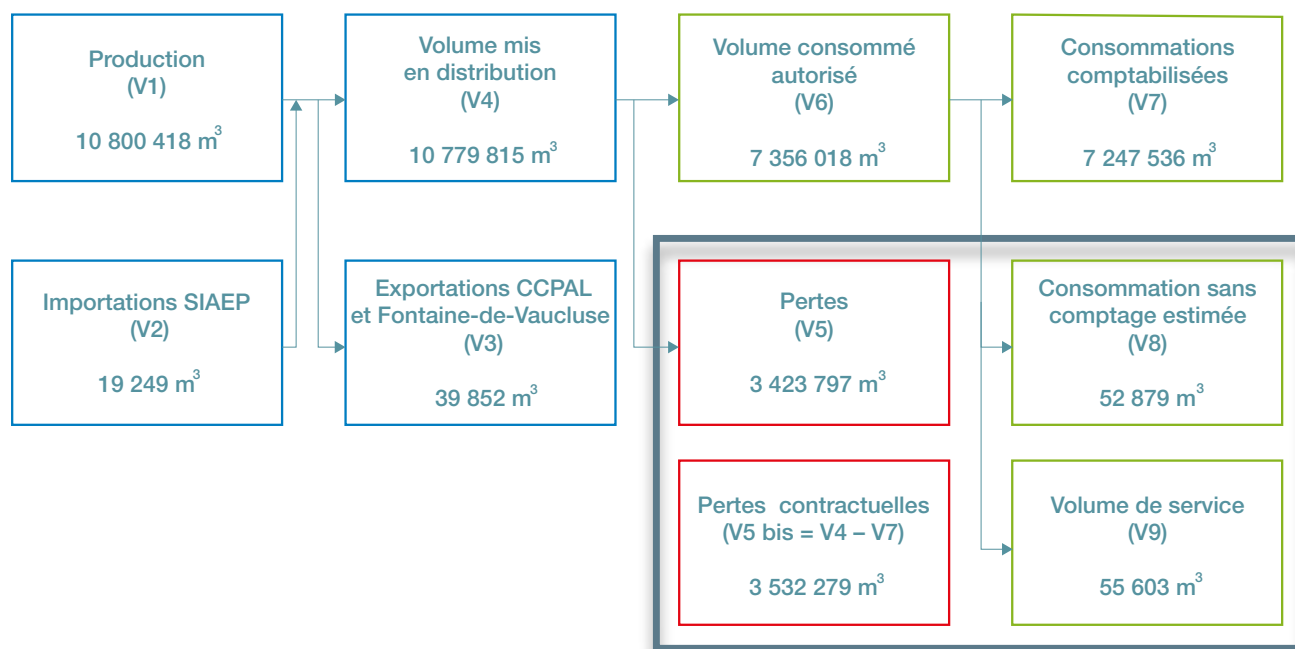 Production
(V1)
10 800 418 m³
Volume mis
en distribution
(V4)
10 779 815 m³
Volume consommé
autorisé
(V6)
7 356 018 m³
Consommations
comptabilisées
(V7)
7 247 536 m³
Importations SIAEP
(V2)
19 249 m³
Exportations CCPAL
et Fontaine-de-Vaucluse
(V3)
39 852 m³
Pertes
(V5)
3 423 797 m³
Consommation sans
comptage estimée
(V8)
52 879 m³
Pertes contractuelles
(V5 bis = V4 – V7)
3 532 279 m³
Volume de service
(V9)
55 603 m³